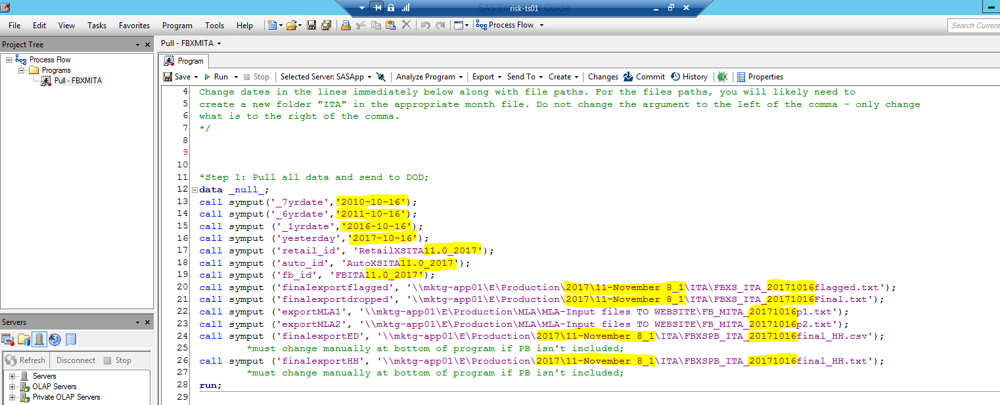 SAS Enterprise Guide
risk-ts01
File Edit View Tasks Favorites Program Tools Help Process Flow Search Current
Project Tree
Process Flow
Programs
Pull - FBXMITA
Servers
Refresh Disconnect Stop
Servers
OLAP Servers
Private OLAP Servers
Pull - FBXMITA
Program
Save Run Stop Selected Server: SASApp Analyze Program Export Send To Create Changes Commit History Properties
4 Change dates in the lines immediately below along with file paths. For the files paths, you will likely need to
5 create a new folder "ITA" in the appropriate month file. Do not change the argument to the left of the comma - only change
6 what is to the right of the comma.
7 */
8
9
10
11 *Step 1: Pull all data and send to DOD;
12 data _null_;
13 call symput('_7yrdate','2010-10-16');
14 call symput('_6yrdate','2011-10-16');
15 call symput ('_1yrdate','2016-10-16');
16 call symput ('yesterday','2017-10-16');
17 call symput ('retail_id', 'RetailXSITA11.0_2017');
18 call symput ('auto_id', 'AutoXSITA11.0_2017');
19 call symput ('fb_id', 'FBITA11.0_2017');
20 call symput ('finalexportflagged', '\\mktg-app01\E\Production\2017\11-November 8_1\ITA\FBXS_ITA_20171016flagged.txt');
21 call symput ('finalexportdropped', '\\mktg-app01\E\Production\2017\11-November 8_1\ITA\FBXS_ITA_20171016Final.txt');
22 call symput ('exportMLA1', '\\mktg-app01\E\Production\MLA\MLA-Input files TO WEBSITE\FB_MITA_20171016p1.txt');
23 call symput ('exportMLA2', '\\mktg-app01\E\Production\MLA\MLA-Input files TO WEBSITE\FB_MITA_20171016p2.txt');
24 call symput ('finalexportED', '\\mktg-app01\E\Production\2017\11-November 8_1\ITA\FBXSPB_ITA_20171016final_HH.csv');
25 *must change manually at bottom of program if PB isn't included;
26 call symput ('finalexportHH', '\\mktg-app01\E\Production\2017\11-November 8_1\ITA\FBXSPB_ITA_20171016final_HH.txt');
27 *must change manually at bottom of program if PB isn't included;
28 run;
29